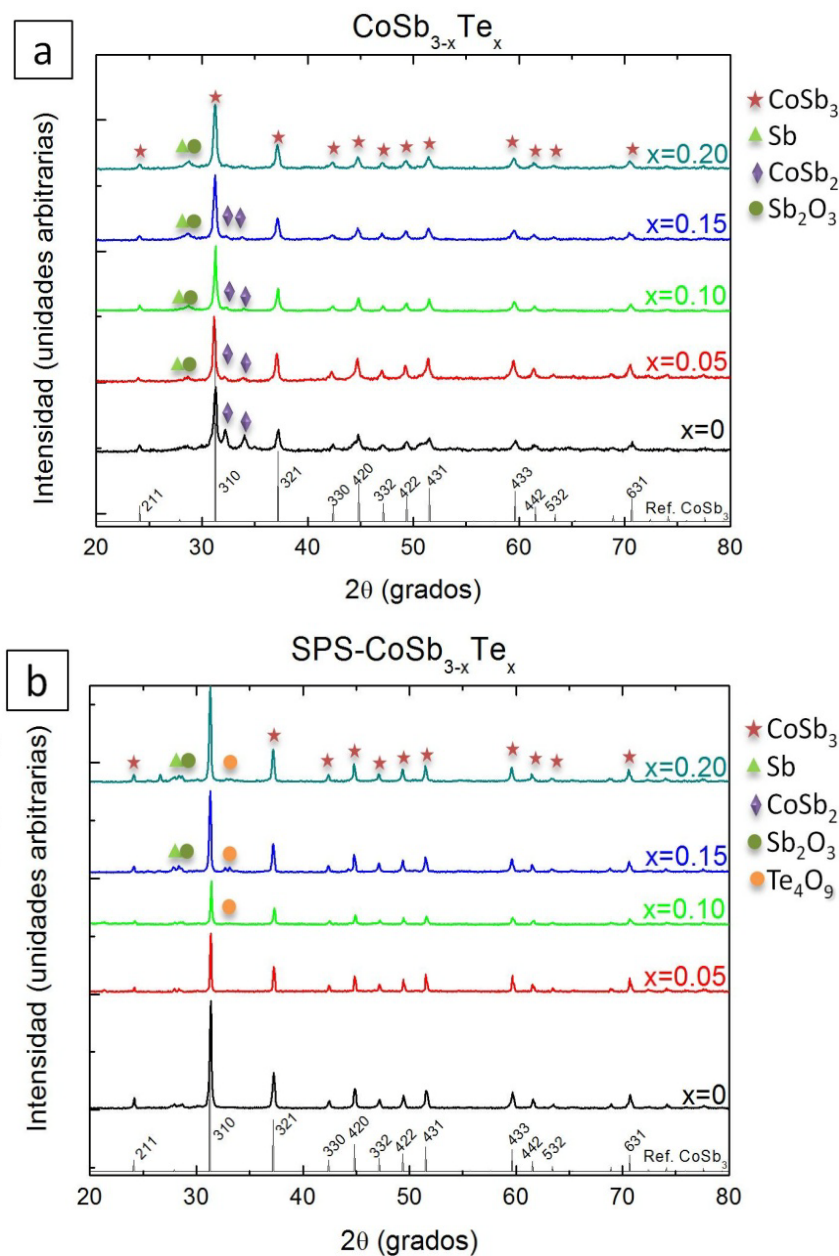 a
CoSb3-xTex
CoSb3
Sb
CoSb2
Sb2O3
x=0.20
x=0.15
x=0.10
x=0.05
x=0
211
310
321
330
420
332
422
431
433
442
532
631
Ref. CoSb3
20 30 40 50 60 70 80
2θ (grados)
Intensidad (unidades arbitrarias)
b
SPS-CoSb3-xTex
CoSb3
Sb
CoSb2
Sb2O3
Te4O9
x=0.20
x=0.15
x=0.10
x=0.05
x=0
211
310
321
330
420
332
422
431
433
442
532
631
Ref. CoSb3
20 30 40 50 60 70 80
2θ (grados)
Intensidad (unidades arbitrarias)